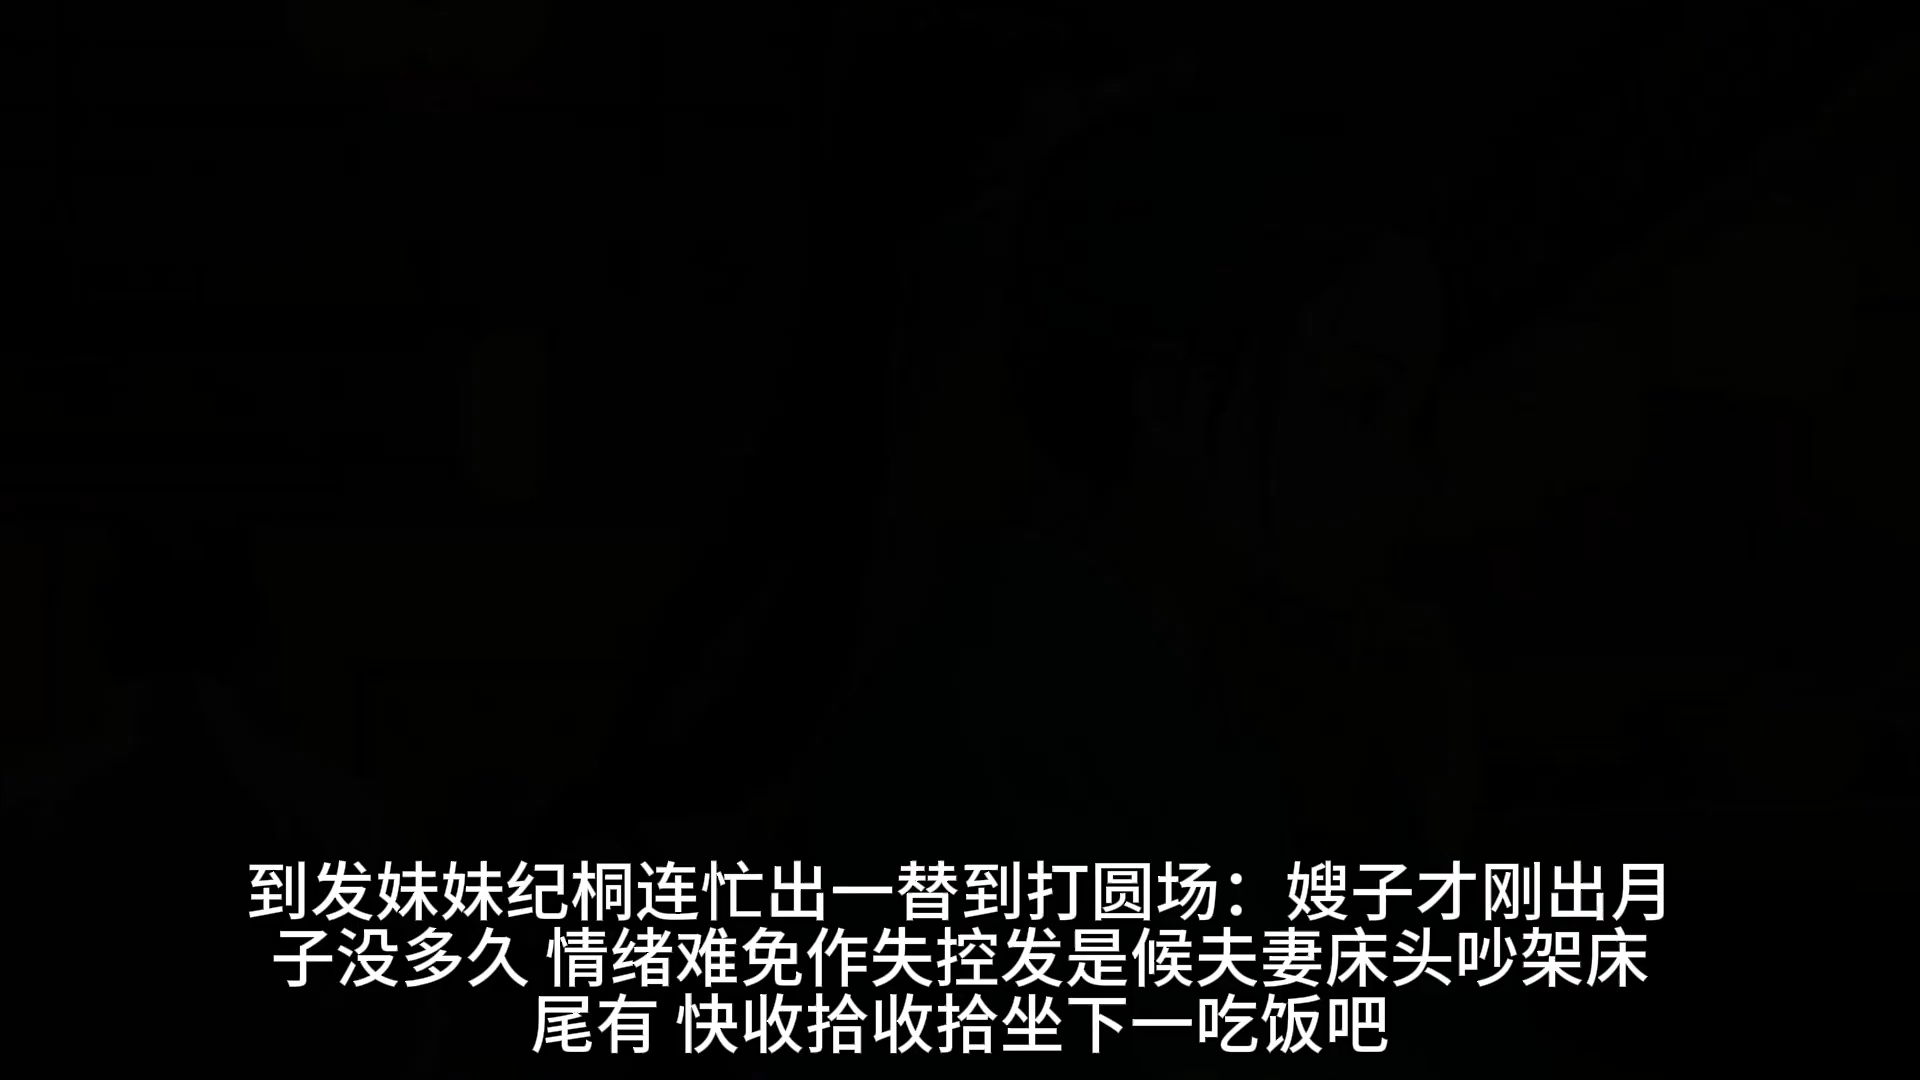 到发妹妹纪桐连忙出一替到打圆场：嫂子才刚出月
子没多久 情绪难免作失控发是候夫妻床头吵架床
尾有 快收拾收拾坐下一吃饭吧